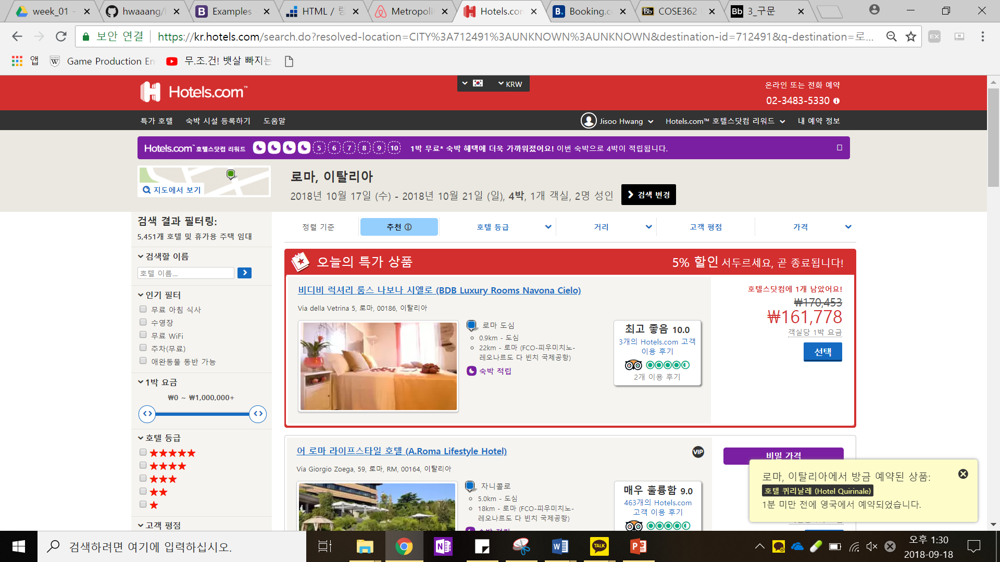 week_01 -
hwaaang/
Examples
HTML / 링
Metropoli
Hotels.com
Booking.c
COSE362
3_구문
보안 연결
https://kr.hotels.com/search.do?resolved-location=CITY%3A712491%3AUNKNOWN%3AUNKNOWN&destination-id=712491&q-destination=로...
앱
Game Production En
무.조.건! 뱃살 빠지는
Hotels.com™
KRW
온라인 또는 전화 예약
02-3483-5330
특가 호텔 숙박 시설 등록하기 도움말
Jisoo Hwang
Hotels.com™ 호텔스닷컴 리워드
내 예약 정보
Hotels.com™ 호텔스닷컴 리워드
5 6 7 8 9 10
1박 무료* 숙박 혜택에 더욱 가까워졌어요! 이번 숙박으로 4박이 적립됩니다.
지도에서 보기
로마, 이탈리아
2018년 10월 17일 (수) - 2018년 10월 21일 (일), 4박, 1개 객실, 2명 성인
검색 변경
검색 결과 필터링:
5,451개 호텔 및 휴가용 주택 임대
검색할 이름
호텔 이름...
인기 필터
무료 아침 식사
수영장
무료 WiFi
주차(무료)
애완동물 동반 가능
1박 요금
₩0 ~ ₩1,000,000+
호텔 등급
고객 평점
정렬 기준
추천
호텔 등급
거리
고객 평점
가격
오늘의 특가 상품
5% 할인 서두르세요, 곧 종료됩니다!
비디비 럭셔리 룸스 나보나 시엘로 (BDB Luxury Rooms Navona Cielo)
Via della Vetrina 5, 로마, 00186, 이탈리아
로마 도심
0.9km - 도심
22km - 로마 (FCO-피우미치노-
레오나르도 다 빈치 국제공항)
숙박 적립
최고 좋음 10.0
3개의 Hotels.com 고객
이용 후기
2개 이용 후기
호텔스닷컴에 1개 남았어요!
₩170,453
₩161,778
객실당 1박 요금
선택
어 로마 라이프스타일 호텔 (A.Roma Lifestyle Hotel)
VIP
Via Giorgio Zoega, 59, 로마, RM, 00164, 이탈리아
자니콜로
5.0km - 도심
18km - 로마 (FCO-피우미치노-
레오나르도 다 빈치 국제공항)
숙박 적립
매우 훌륭함 9.0
463개의 Hotels.com
고객 이용 후기
비밀 가격
로마, 이탈리아에서 방금 예약된 상품:
호텔 퀴리날레 (Hotel Quirinale)
1분 미만 전에 영국에서 예약되었습니다.
검색하려면 여기에 입력하십시오.
TALK
오후 1:30
2018-09-18